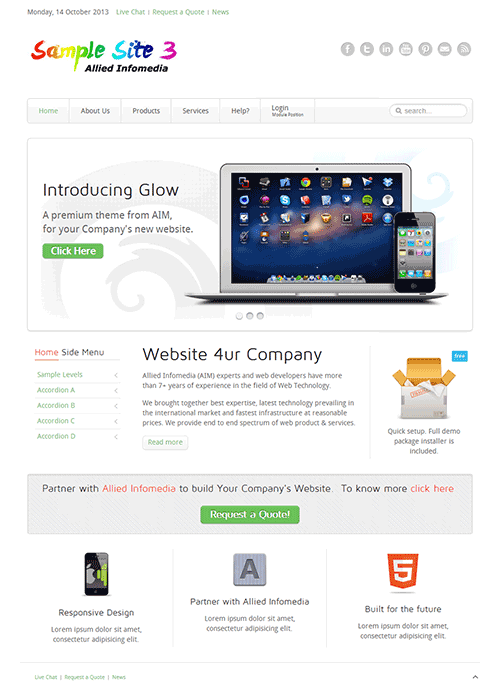 Monday, 14 October 2013 Live Chat | Request a Quote | News
Sample Site 3
Allied Infomedia
Home About Us Products Services Help? Login
Module Position
search...
Introducing Glow
A premium theme from AIM,
for your Company's new website.
Click Here
Home Side Menu
Sample Levels
Accordion A
Accordion B
Accordion C
Accordion D
Website 4ur Company
Allied Infomedia (AIM) experts and web developers have more
than 7+ years of experience in the field of Web Technology.
We brought together best expertise, latest technology prevailing in
the international market and fastest infrastructure at reasonable
prices. We provide end to end spectrum of web product & services.
Read more
free
Quick setup. Full demo
package installer is
included.
Partner with Allied Infomedia to build Your Company's Website. To know more click here
Request a Quote!
Responsive Design
Lorem ipsum dolor sit amet,
consectetur adipisicing elit.
A
Partner with Allied Infomedia
Lorem ipsum dolor sit amet,
consectetur adipisicing elit.
5
Built for the future
Lorem ipsum dolor sit amet,
consectetur adipisicing elit.
Live Chat | Request a Quote | News